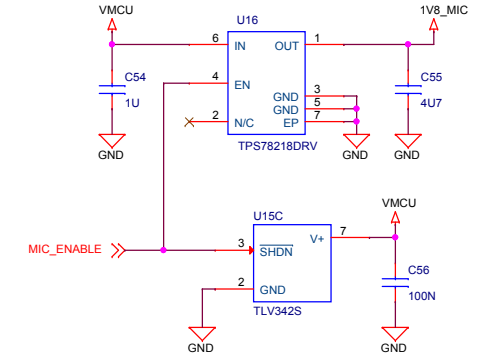 VMCU
U16
1V8_MIC
6 IN OUT 1
C54
1U
4 EN
C55
4U7
GND 3
GND 5
2 N/C EP 7
TPS78218DRV
GND
GND
GND
VMCU
U15C
MIC_ENABLE
3 SHDN
V+ 7
2 GND
C56
100N
TLV342S
GND
GND